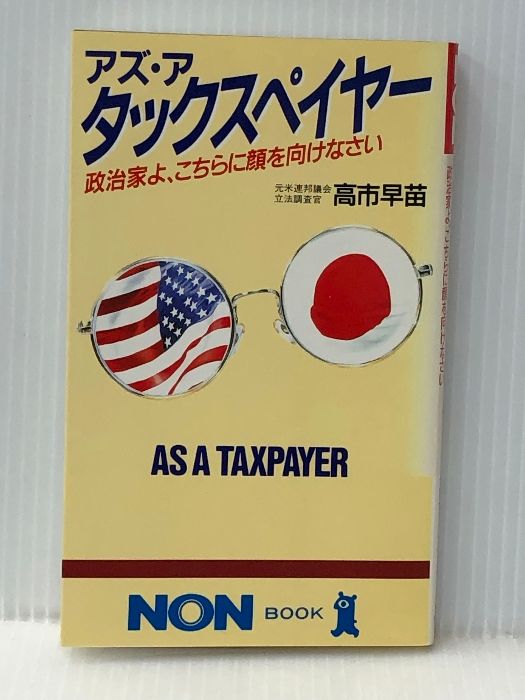 アズ・ア
タックスペイヤー
政治家よ、こちらに顔を向けなさい
元米連邦議会
立法調査官
高市早苗
AS A TAXPAYER
NON BOOK